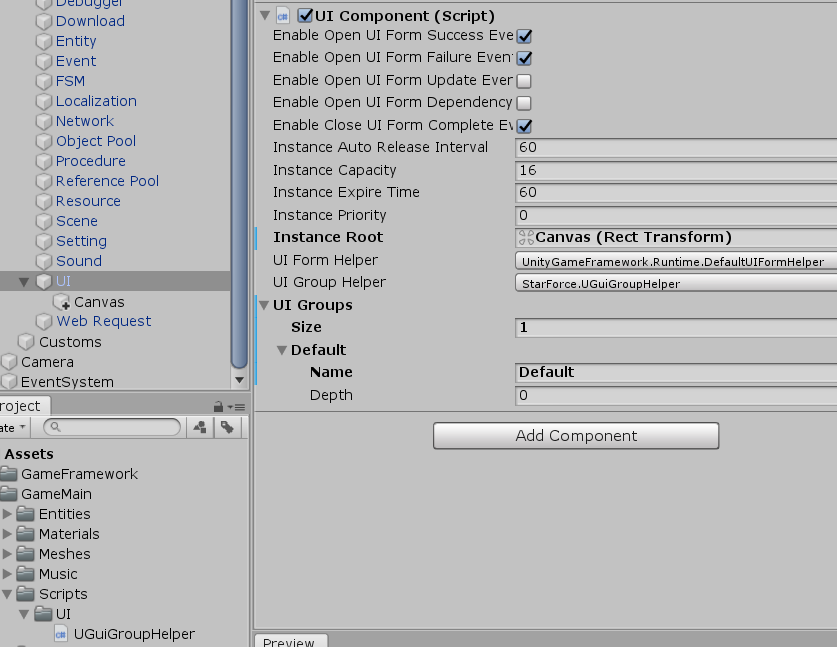 Debugger
Download
Entity
Event
FSM
Localization
Network
Object Pool
Procedure
Reference Pool
Resource
Scene
Setting
Sound
UI
Canvas
Web Request
Customs
Camera
EventSystem
roject
ate
Assets
GameFramework
GameMain
Entities
Materials
Meshes
Music
Scripts
UI
UGuiGroupHelper
UI Component (Script)
Enable Open UI Form Success Eve
Enable Open UI Form Failure Event
Enable Open UI Form Update Ever
Enable Open UI Form Dependency
Enable Close UI Form Complete Ev
Instance Auto Release Interval 60
Instance Capacity 16
Instance Expire Time 60
Instance Priority 0
Instance Root Canvas (Rect Transform)
UI Form Helper UnityGameFramework.Runtime.DefaultUIFormHelper
UI Group Helper StarForce.UGuiGroupHelper
UI Groups
Size 1
Default
Name Default
Depth 0
Add Component
Preview